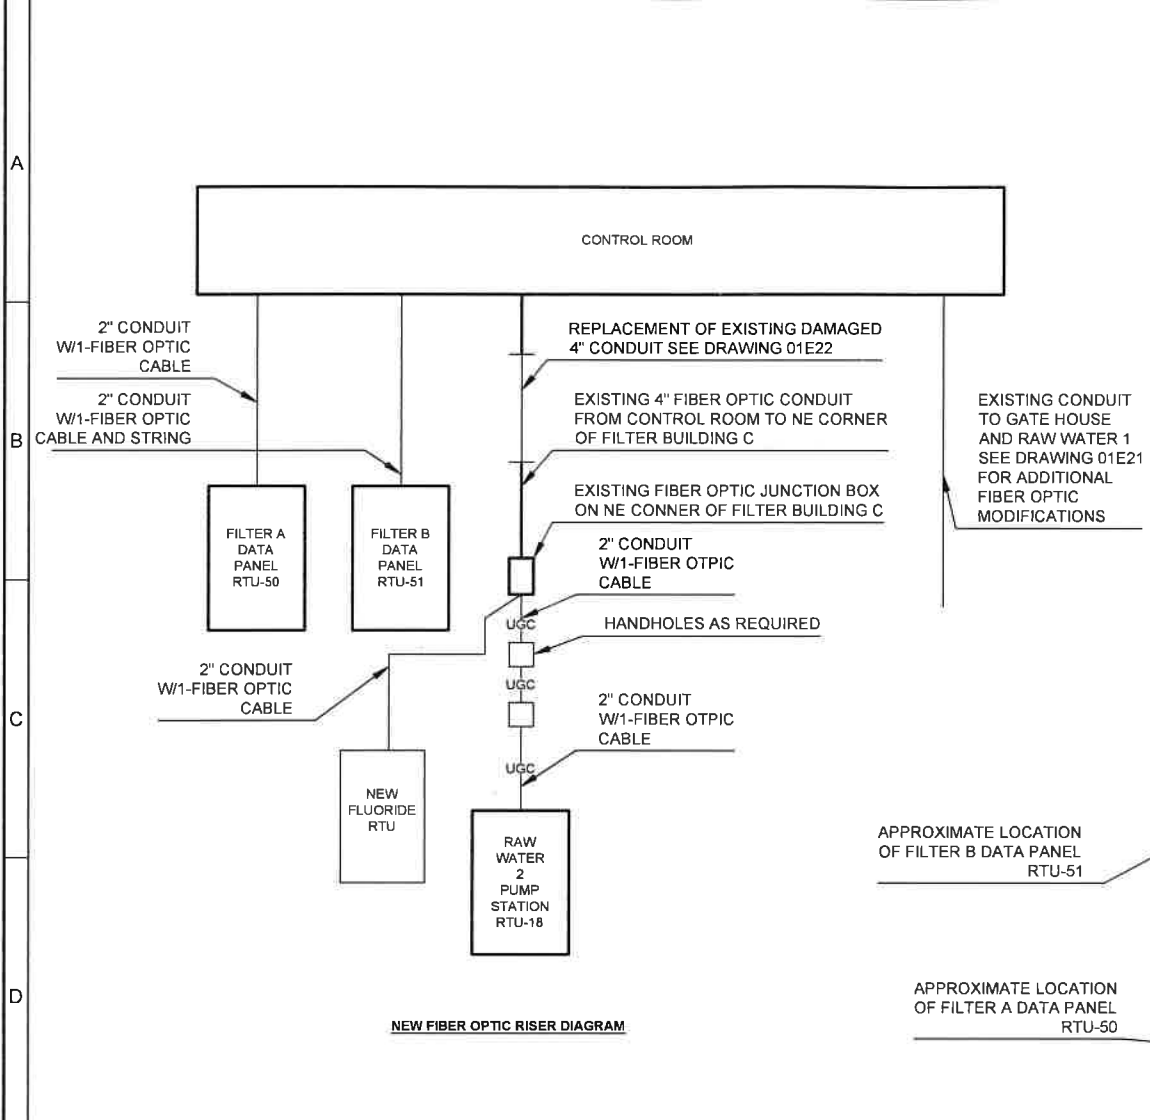 A
CONTROL ROOM
2" CONDUIT
W/1-FIBER OPTIC
CABLE
2" CONDUIT
W/1-FIBER OPTIC
CABLE AND STRING
REPLACEMENT OF EXISTING DAMAGED
4" CONDUIT SEE DRAWING 01E22
EXISTING 4" FIBER OPTIC CONDUIT
FROM CONTROL ROOM TO NE CORNER
OF FILTER BUILDING C
EXISTING CONDUIT
TO GATE HOUSE
AND RAW WATER 1
SEE DRAWING 01E21
FOR ADDITIONAL
FIBER OPTIC
MODIFICATIONS
B
EXISTING FIBER OPTIC JUNCTION BOX
ON NE CONNER OF FILTER BUILDING C
FILTER A
DATA
PANEL
RTU-50
FILTER B
DATA
PANEL
RTU-51
2" CONDUIT
W/1-FIBER OTPIC
CABLE
UGC
HANDHOLES AS REQUIRED
2" CONDUIT
W/1-FIBER OPTIC
CABLE
UGC
C
2" CONDUIT
W/1-FIBER OTPIC
CABLE
UGC
NEW
FLUORIDE
RTU
RAW
WATER
2
PUMP
STATION
RTU-18
APPROXIMATE LOCATION
OF FILTER B DATA PANEL
RTU-51
D
APPROXIMATE LOCATION
OF FILTER A DATA PANEL
RTU-50
NEW FIBER OPTIC RISER DIAGRAM